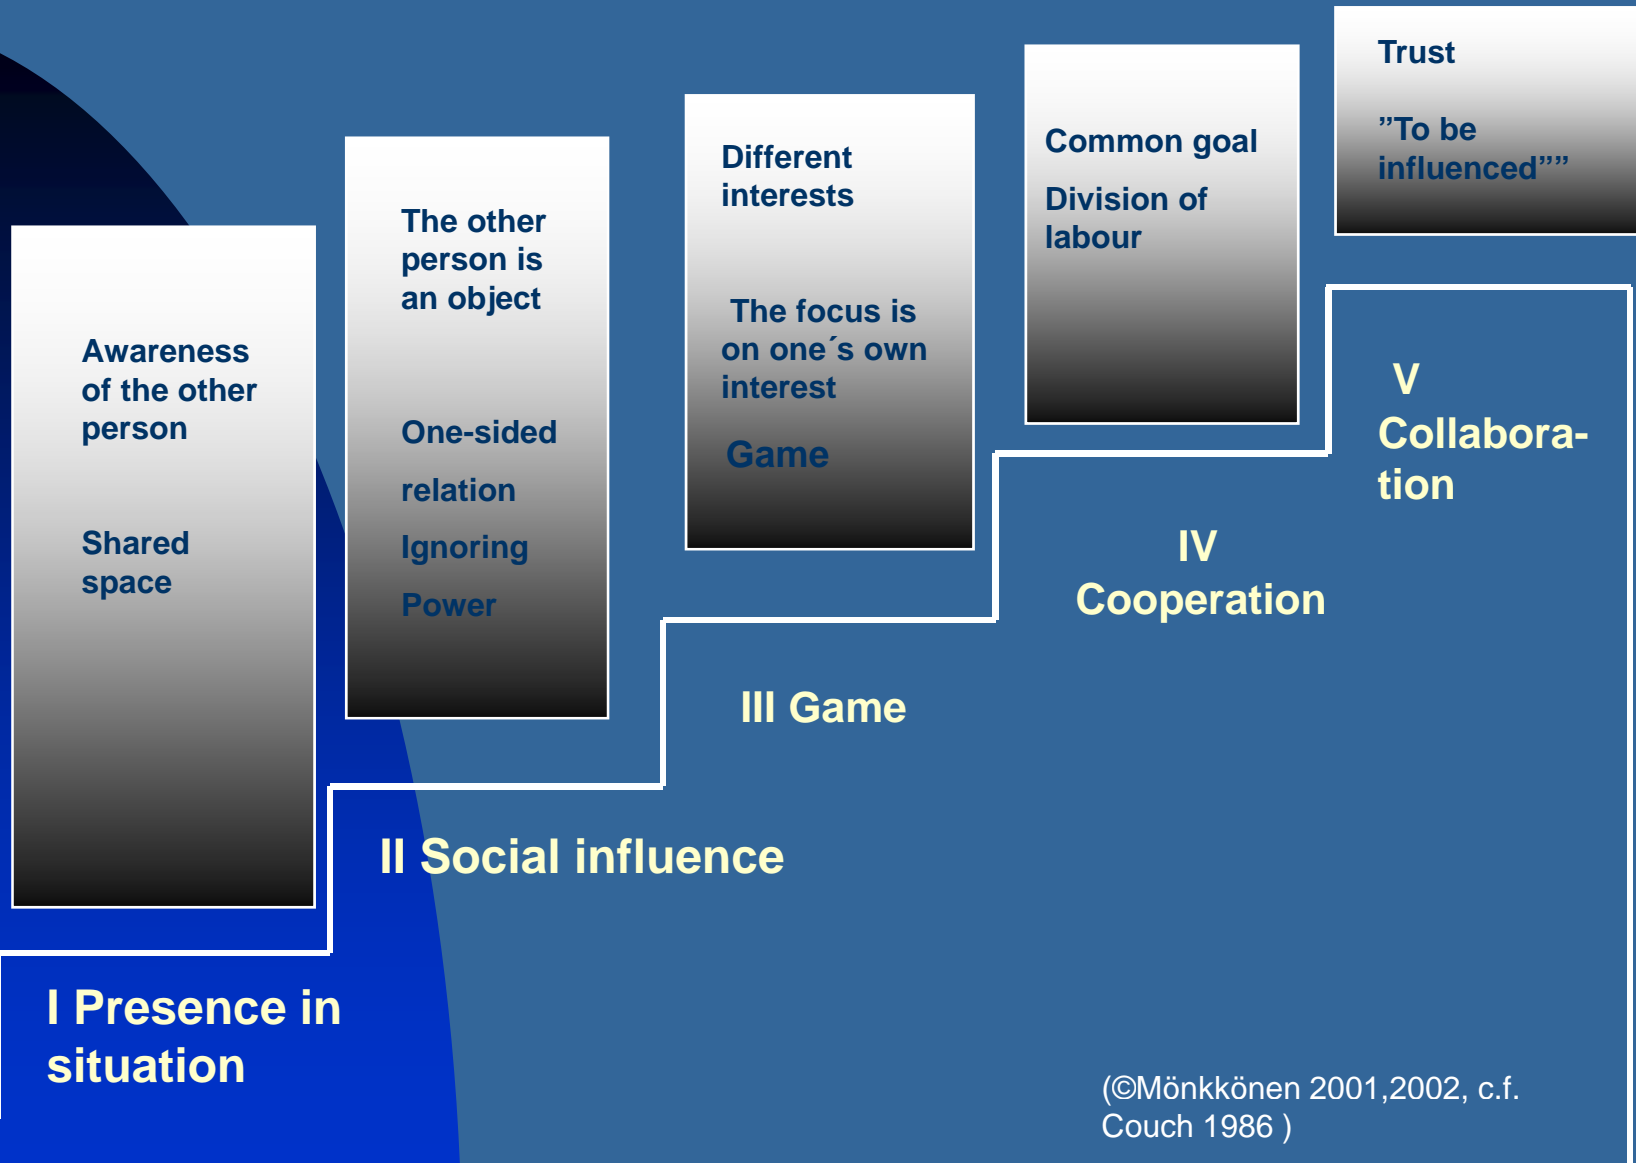 Awareness
of the other
person
Shared
space
I Presence in
situation
The other
person is
an object
One-sided
relation
Ignoring
Power
II Social influence
Different
interests
The focus is
on one´s own
interest
Game
III Game
Common goal
Division of
labour
IV
Cooperation
Trust
”To be
influenced””
V
Collabora-
tion
(©Mönkkönen 2001,2002, c.f.
Couch 1986 )